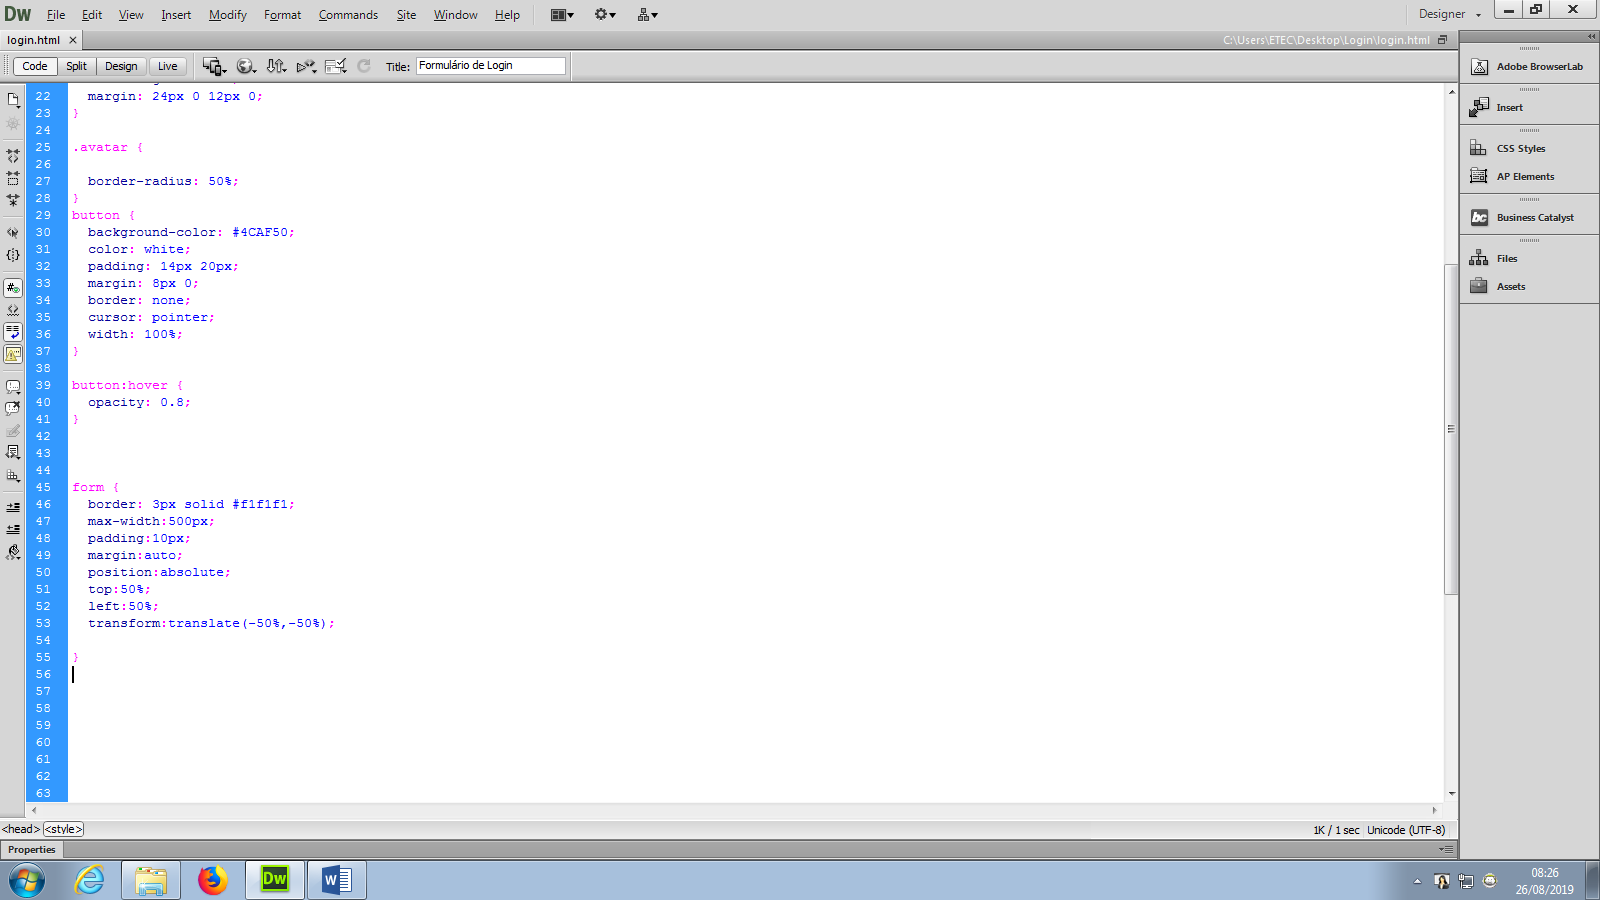 Dw File Edit View Insert Modify Format Commands Site Window Help Designer
login.html
C:\Users\ETEC\Desktop\Login\login.html
Code Split Design Live Title: Formulário de Login
22 margin: 24px 0 12px 0;
23 }
24
25 .avatar {
26
27 border-radius: 50%;
28 }
29 button {
30 background-color: #4CAF50;
31 color: white;
32 padding: 14px 20px;
33 margin: 8px 0;
34 border: none;
35 cursor: pointer;
36 width: 100%;
37 }
38
39 button:hover {
40 opacity: 0.8;
41 }
42
43
44
45 form {
46 border: 3px solid #f1f1f1;
47 max-width:500px;
48 padding:10px;
49 margin:auto;
50 position:absolute;
51 top:50%;
52 left:50%;
53 transform:translate(-50%,-50%);
54
55 }
56
57
58
59
60
61
62
63
Adobe BrowserLab
Insert
CSS Styles
AP Elements
bc Business Catalyst
Files
Assets
<head> <style>
1K / 1 sec Unicode (UTF-8)
Properties
Dw
W
08:26
26/08/2019